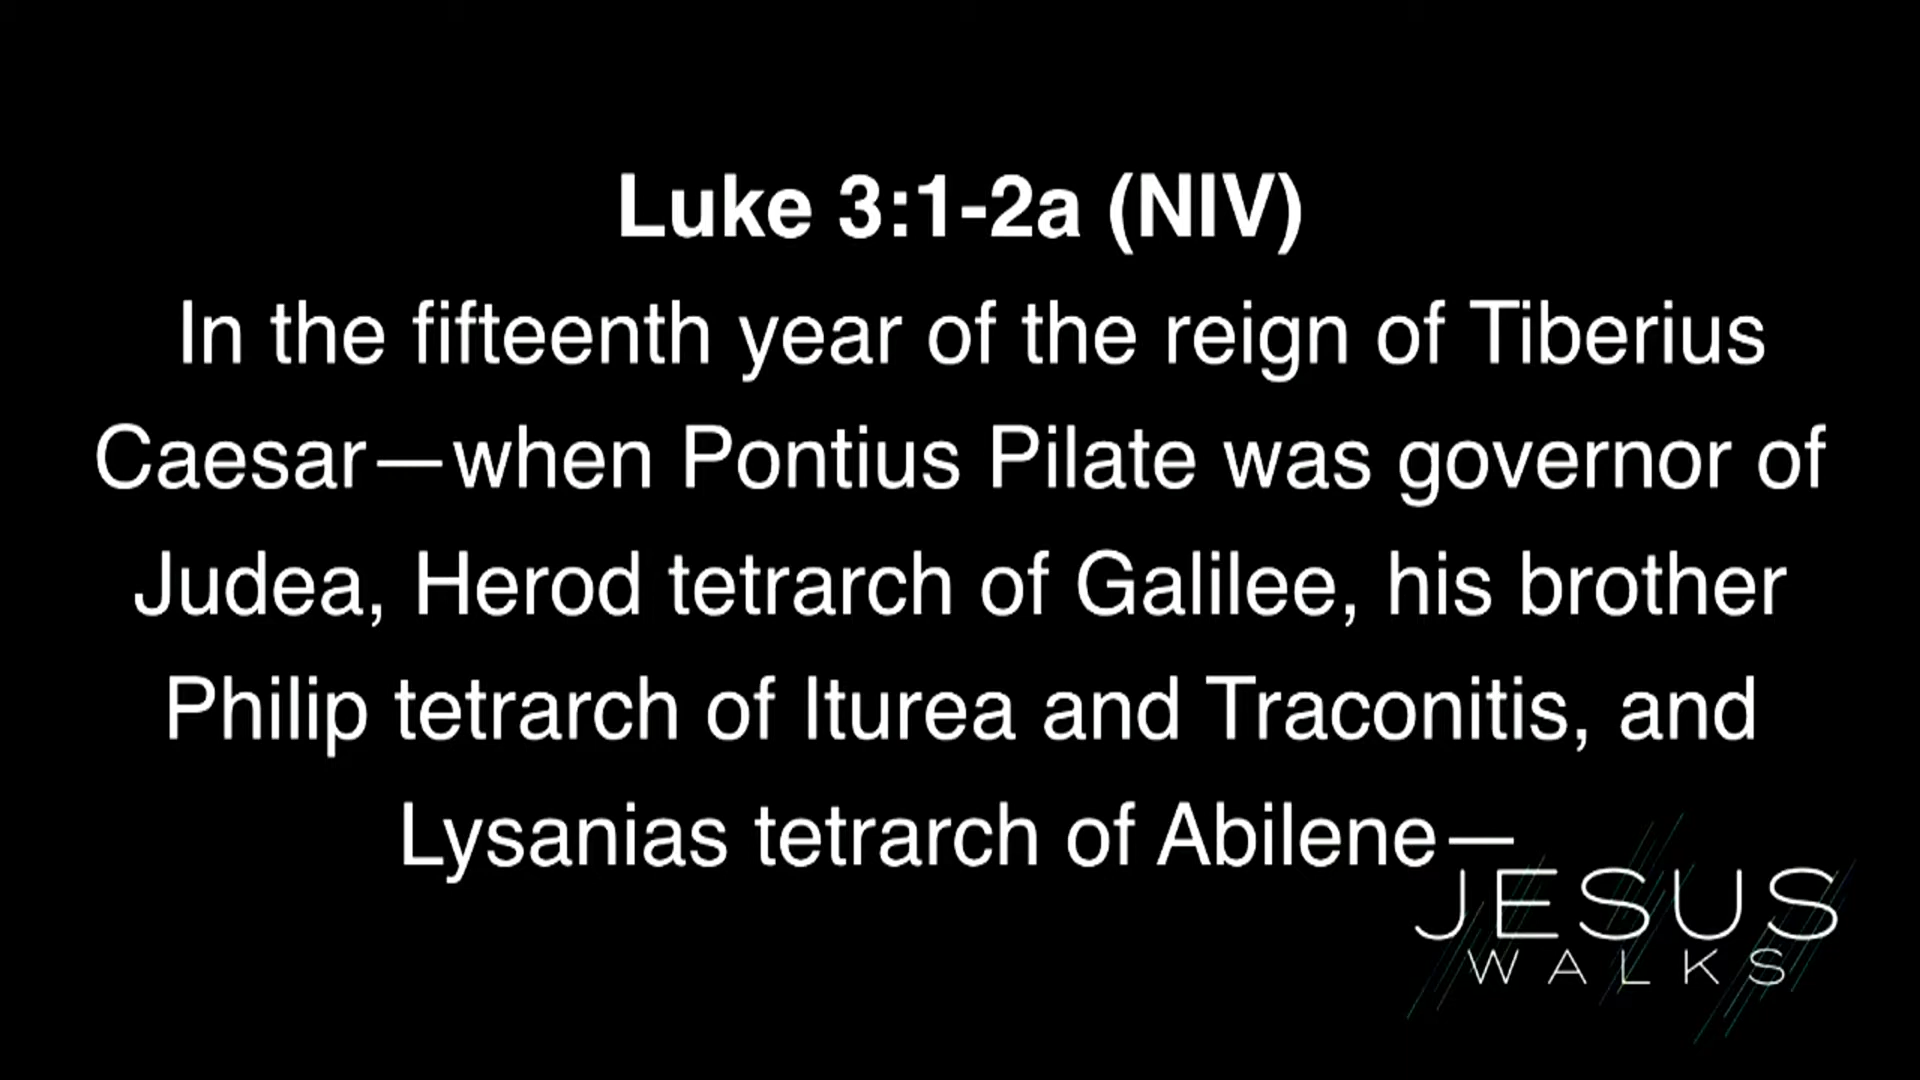 Luke 3:1-2a (NIV)
In the fifteenth year of the reign of Tiberius
Caesar—when Pontius Pilate was governor of
Judea, Herod tetrarch of Galilee, his brother
Philip tetrarch of Iturea and Traconitis, and
Lysanias tetrarch of Abilene—
JESUS
WALKS